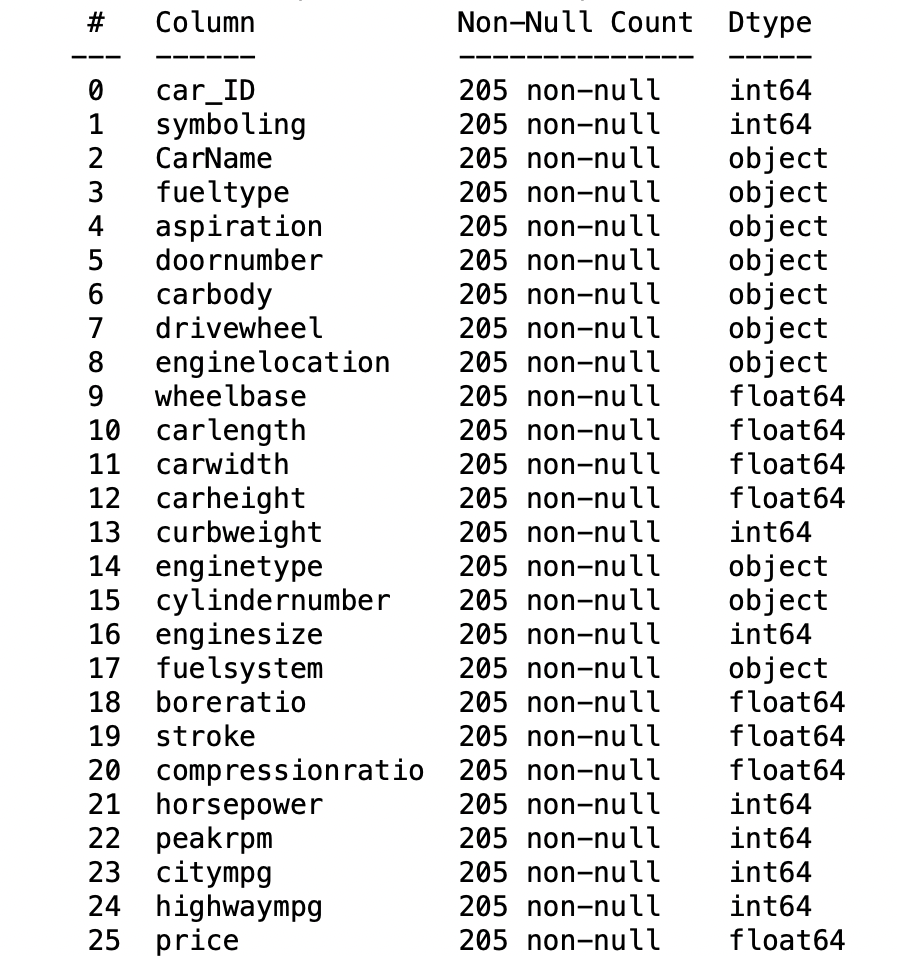 #   Column            Non-Null Count  Dtype
---  ------            --------------  -----
0   car_ID            205 non-null    int64
1   symboling         205 non-null    int64
2   CarName           205 non-null    object
3   fueltype          205 non-null    object
4   aspiration        205 non-null    object
5   doornumber        205 non-null    object
6   carbody           205 non-null    object
7   drivewheel        205 non-null    object
8   enginelocation    205 non-null    object
9   wheelbase         205 non-null    float64
10  carlength         205 non-null    float64
11  carwidth          205 non-null    float64
12  carheight         205 non-null    float64
13  curbweight        205 non-null    int64
14  enginetype        205 non-null    object
15  cylindernumber    205 non-null    object
16  enginesize        205 non-null    int64
17  fuelsystem        205 non-null    object
18  boreratio         205 non-null    float64
19  stroke            205 non-null    float64
20  compressionratio  205 non-null    float64
21  horsepower        205 non-null    int64
22  peakrpm           205 non-null    int64
23  citympg           205 non-null    int64
24  highwaympg        205 non-null    int64
25  price             205 non-null    float64